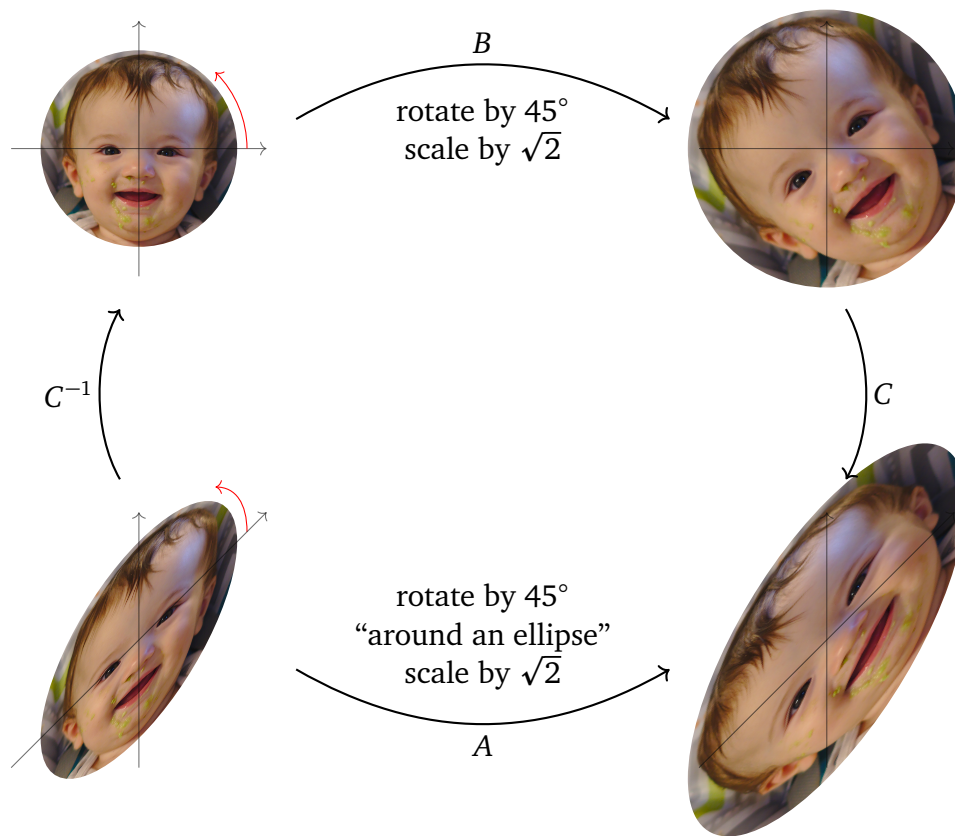 B
rotate by 45°
scale by √2
C⁻¹
C
rotate by 45°
“around an ellipse”
scale by √2
A